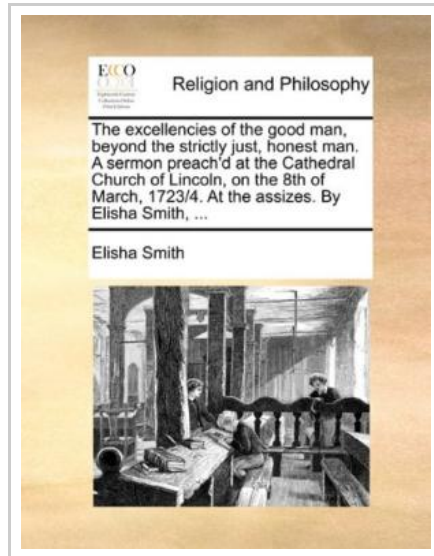 ECCO
Religion and Philosophy
The excellencies of the good man,
beyond the strictly just, honest man.
A sermon preach'd at the Cathedral
Church of Lincoln, on the 8th of
March, 1723/4. At the assizes. By
Elisha Smith, ...
Elisha Smith